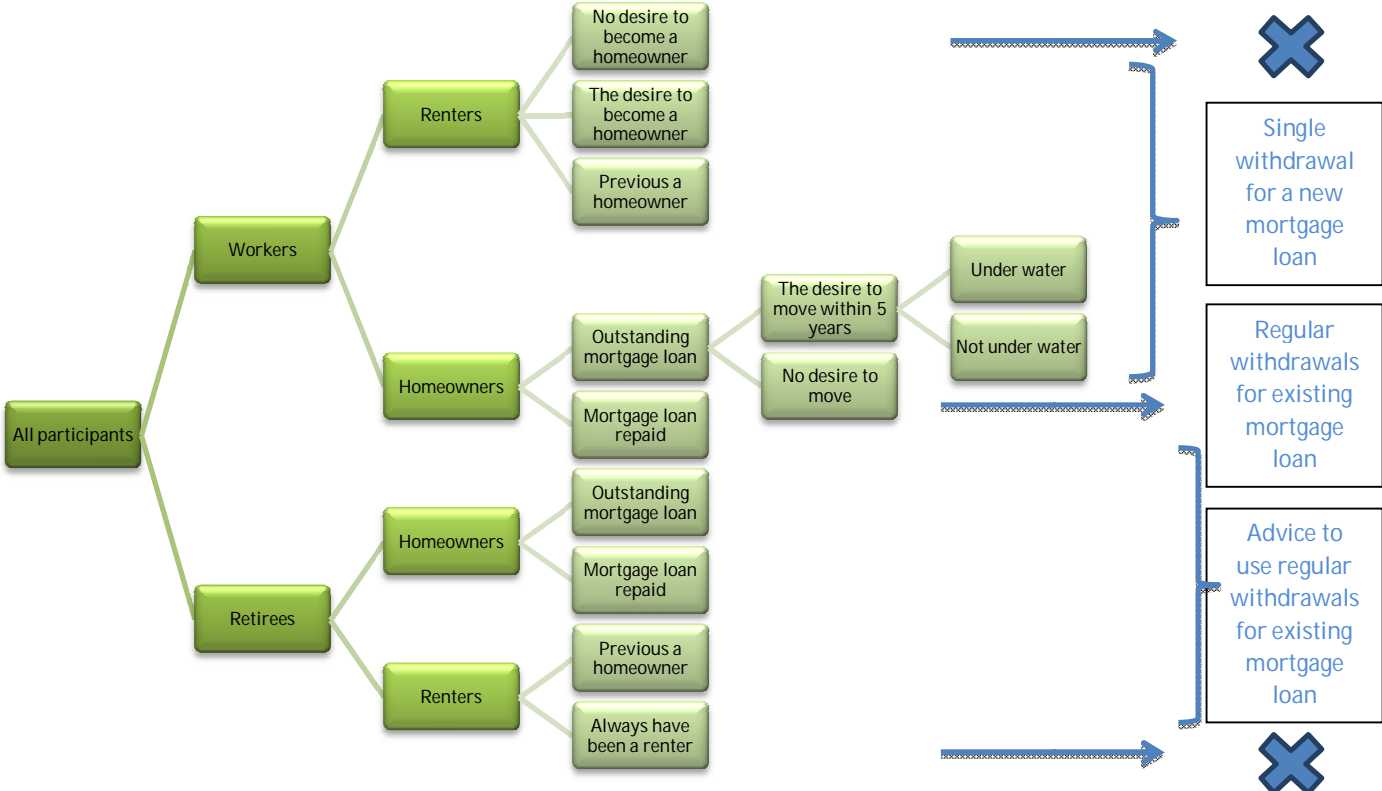 No desire to
become a
homeowner
Renters
The desire to
become a
homeowner
Previous a
homeowner
Workers
Under water
The desire to
move within 5
years
Not under water
Outstanding
mortgage loan
No desire to
move
Homeowners
Mortgage loan
repaid
All participants
Outstanding
mortgage loan
Homeowners
Mortgage loan
repaid
Retirees
Previous a
homeowner
Renters
Always have
been a renter
Single
withdrawal
for a new
mortgage
loan
Regular
withdrawals
for existing
mortgage
loan
Advice to
use regular
withdrawals
for existing
mortgage
loan